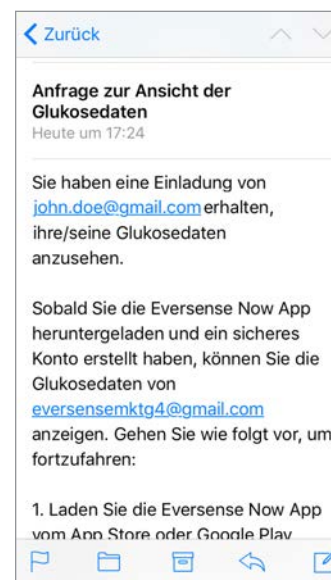 Zurück
Anfrage zur Ansicht der
Glukosedaten
Heute um 17:24
Sie haben eine Einladung von
john.doe@gmail.com erhalten,
ihre/seine Glukosedaten
anzusehen.
Sobald Sie die Eversense Now App
heruntergeladen und ein sicheres
Konto erstellt haben, können Sie die
Glukosedaten von
eversensemktg4@gmail.com
anzeigen. Gehen Sie wie folgt vor, um
fortzufahren:
1. Laden Sie die Eversense Now App
vom App Store oder Google Play